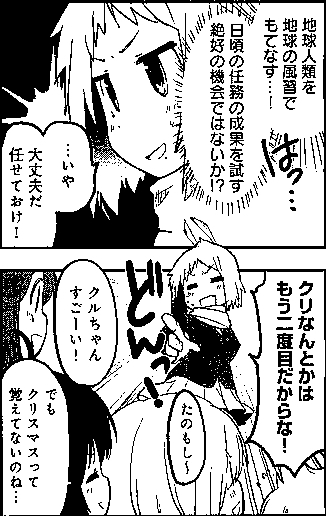 地球人類を
地球の風習で
もてなす…！
日頃の任務の成果を試す
絶好の機会ではないか!?
はっ…
…いや
大丈夫だ
任せておけ！
クリなんとかは
もう二度目だからな！
どんっ！
クルちゃん
すごーい！
たのもし～
でも
クリスマスって
覚えてないのね…